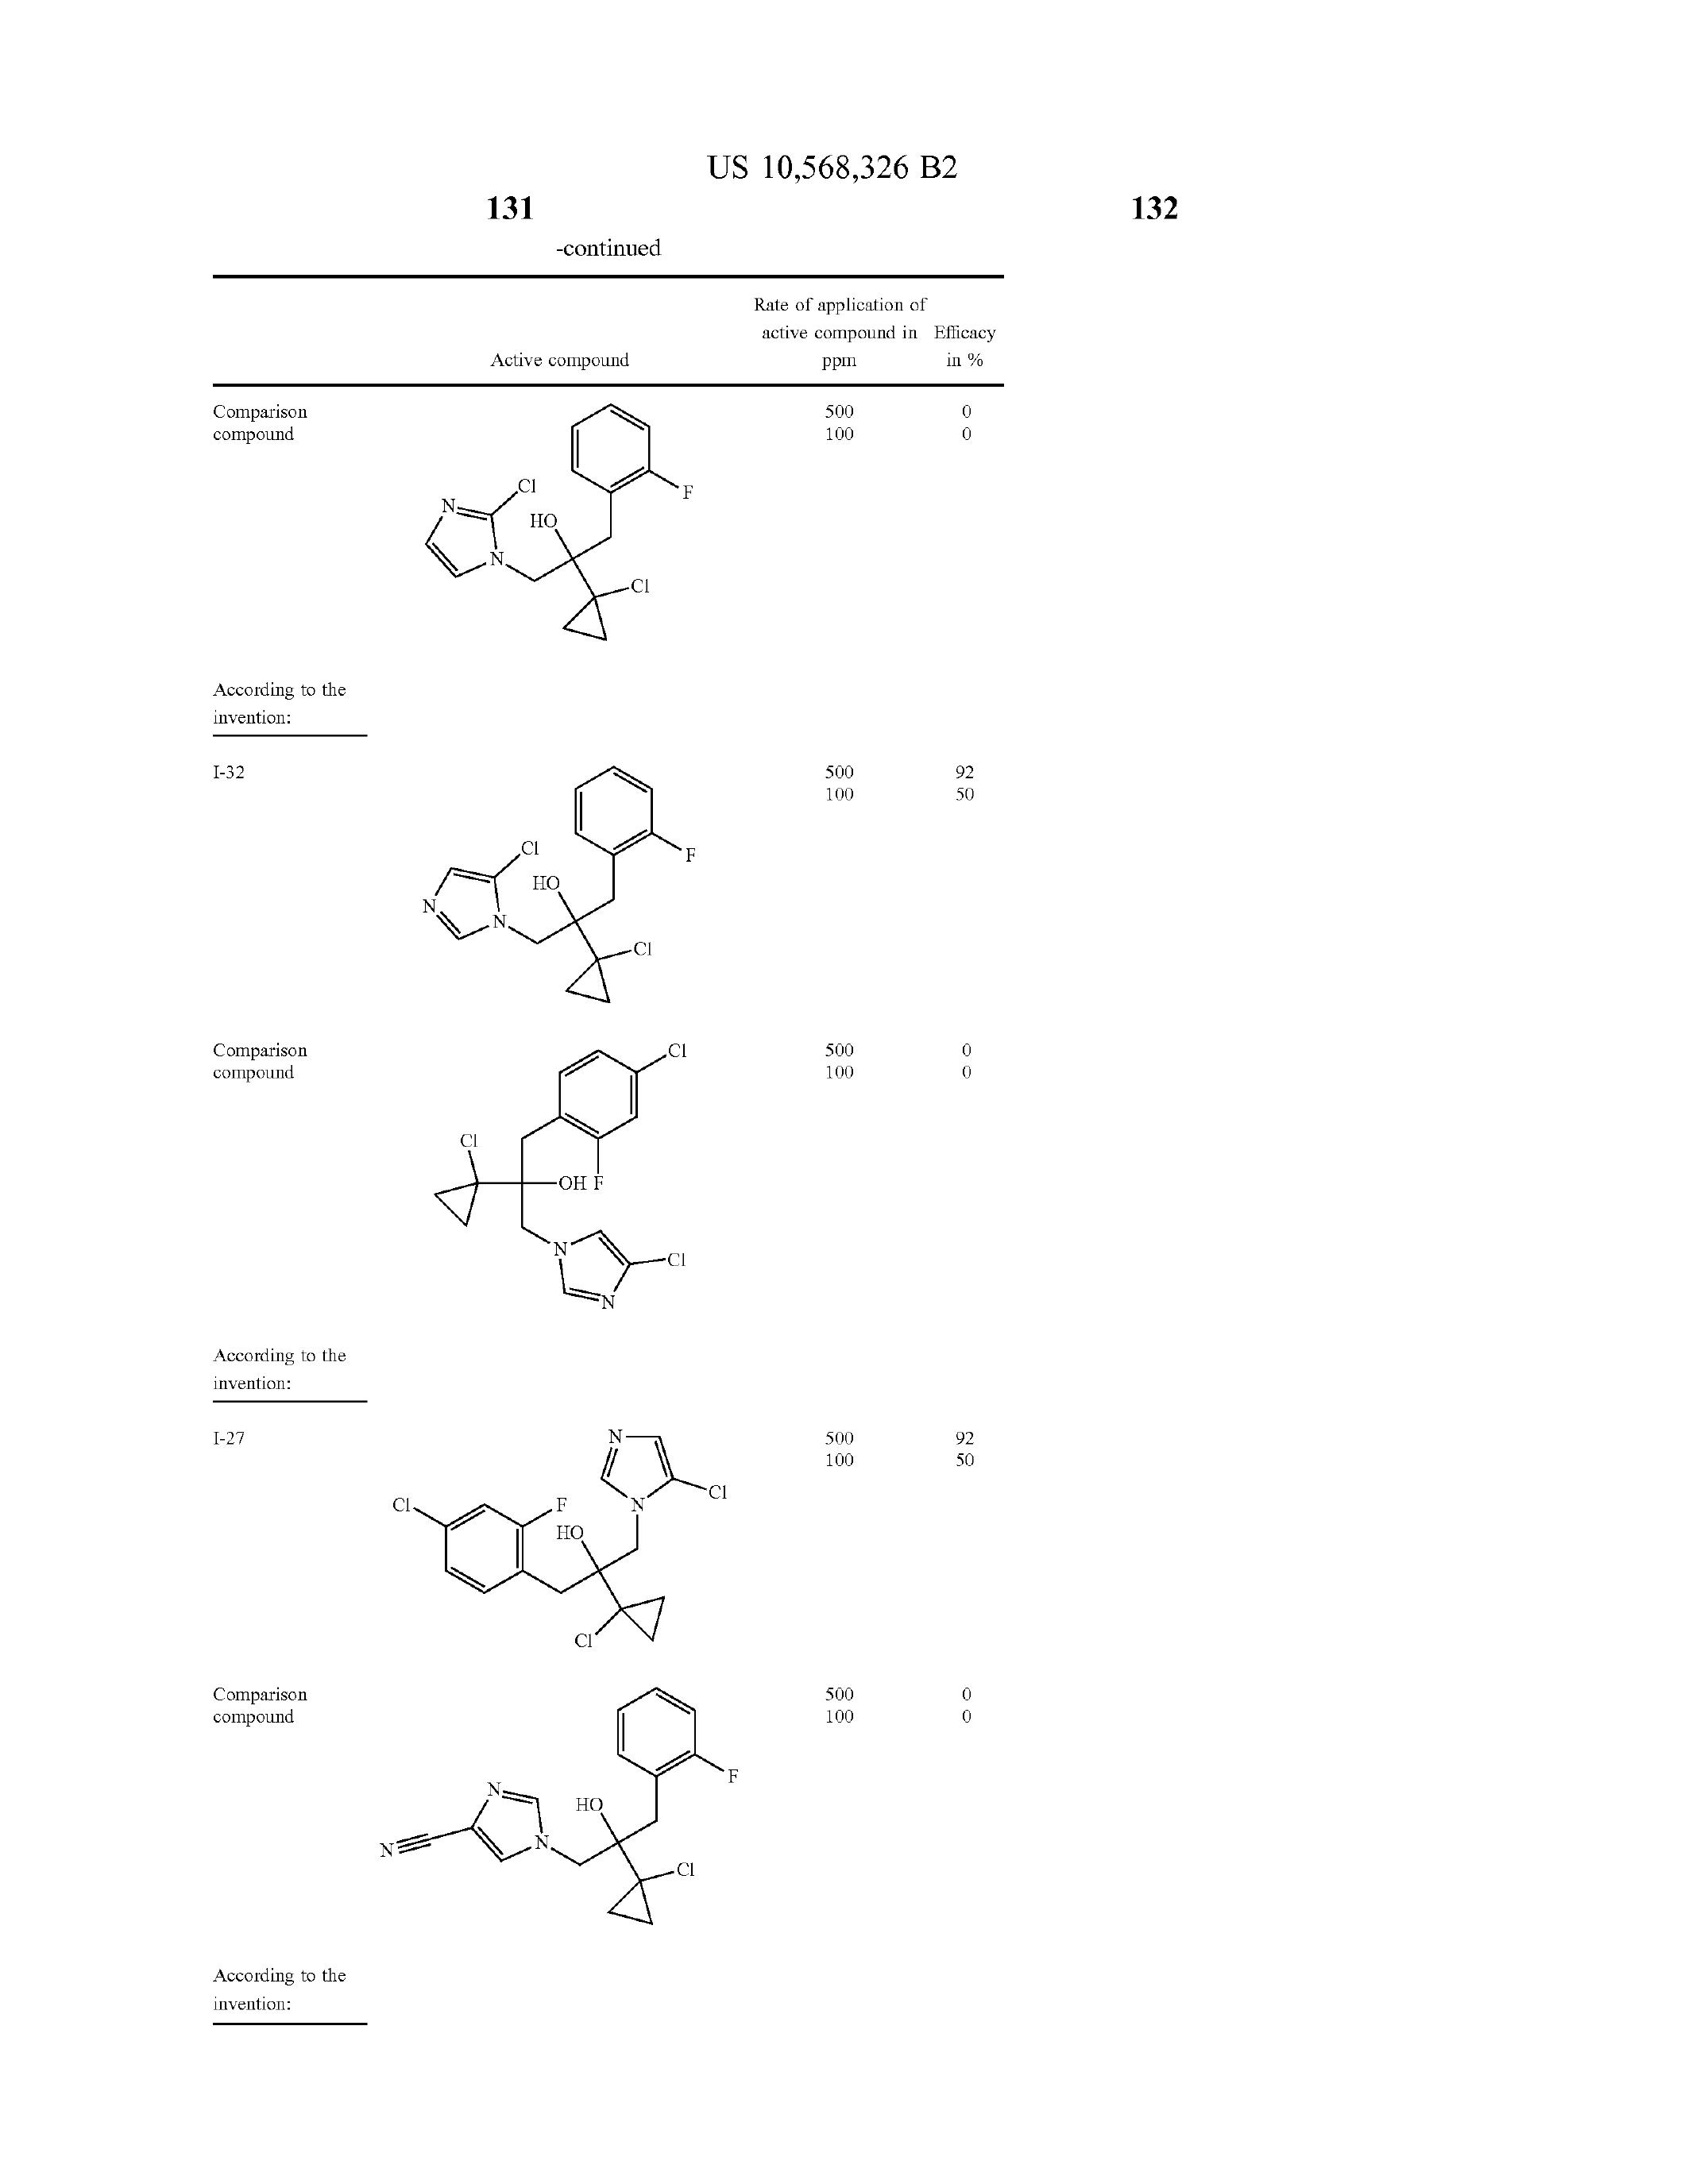 US 10,568,326 B2
131
132
-continued
Rate of application of
active compound in Efficacy
Active compound ppm in %
Comparison 500 0
compound 100 0
Cl
F
N
HO
N
Cl
According to the
invention:
I-32 500 92
100 50
Cl
F
HO
N
N
Cl
Comparison 500 0
compound 100 0
Cl
Cl
OH F
N
Cl
N
According to the
invention:
I-27 500 92
100 50
N
Cl
Cl F N
HO
Cl
Comparison 500 0
compound 100 0
F
N
HO
N N
Cl
According to the
invention: